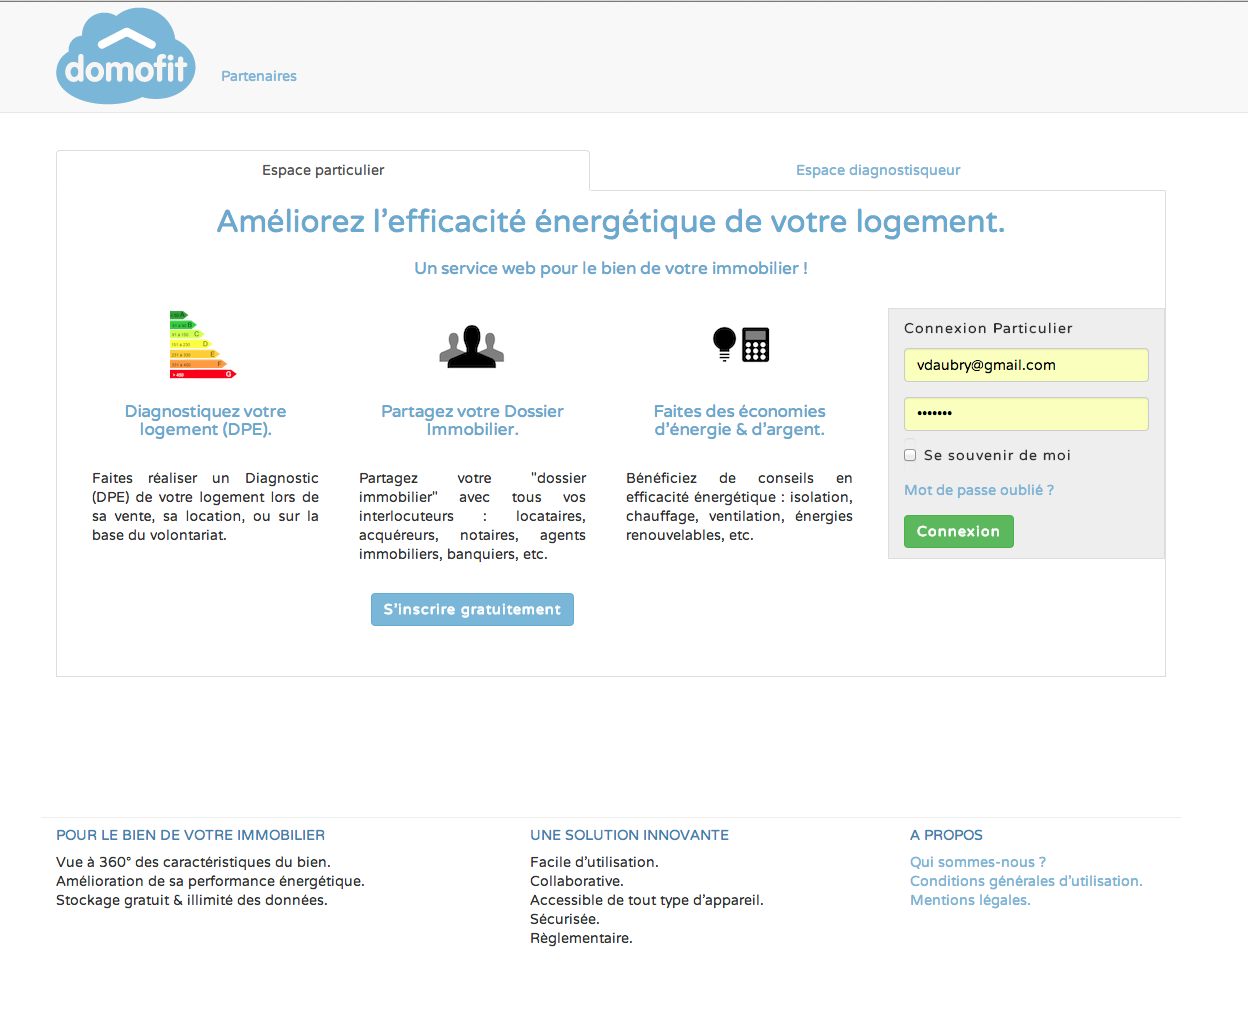 domofit
Partenaires
Espace particulier
Espace diagnostisqueur
Améliorez l'efficacité énergétique de votre logement.
Un service web pour le bien de votre immobilier !
A
B
C
D
E
F
G
Diagnostiquez votre
logement (DPE).
Faites réaliser un Diagnostic
(DPE) de votre logement lors de
sa vente, sa location, ou sur la
base du volontariat.
Partagez votre Dossier
Immobilier.
Partagez votre "dossier
immobilier" avec tous vos
interlocuteurs : locataires,
acquéreurs, notaires, agents
immobiliers, banquiers, etc.
S'inscrire gratuitement
Faites des économies
d'énergie & d'argent.
Bénéficiez de conseils en
efficacité énergétique : isolation,
chauffage, ventilation, énergies
renouvelables, etc.
Connexion Particulier
vdaubry@gmail.com
•••••••
Se souvenir de moi
Mot de passe oublié ?
Connexion
POUR LE BIEN DE VOTRE IMMOBILIER
Vue à 360° des caractéristiques du bien.
Amélioration de sa performance énergétique.
Stockage gratuit & illimité des données.
UNE SOLUTION INNOVANTE
Facile d'utilisation.
Collaborative.
Accessible de tout type d'appareil.
Sécurisée.
Règlementaire.
A PROPOS
Qui sommes-nous ?
Conditions générales d'utilisation.
Mentions légales.